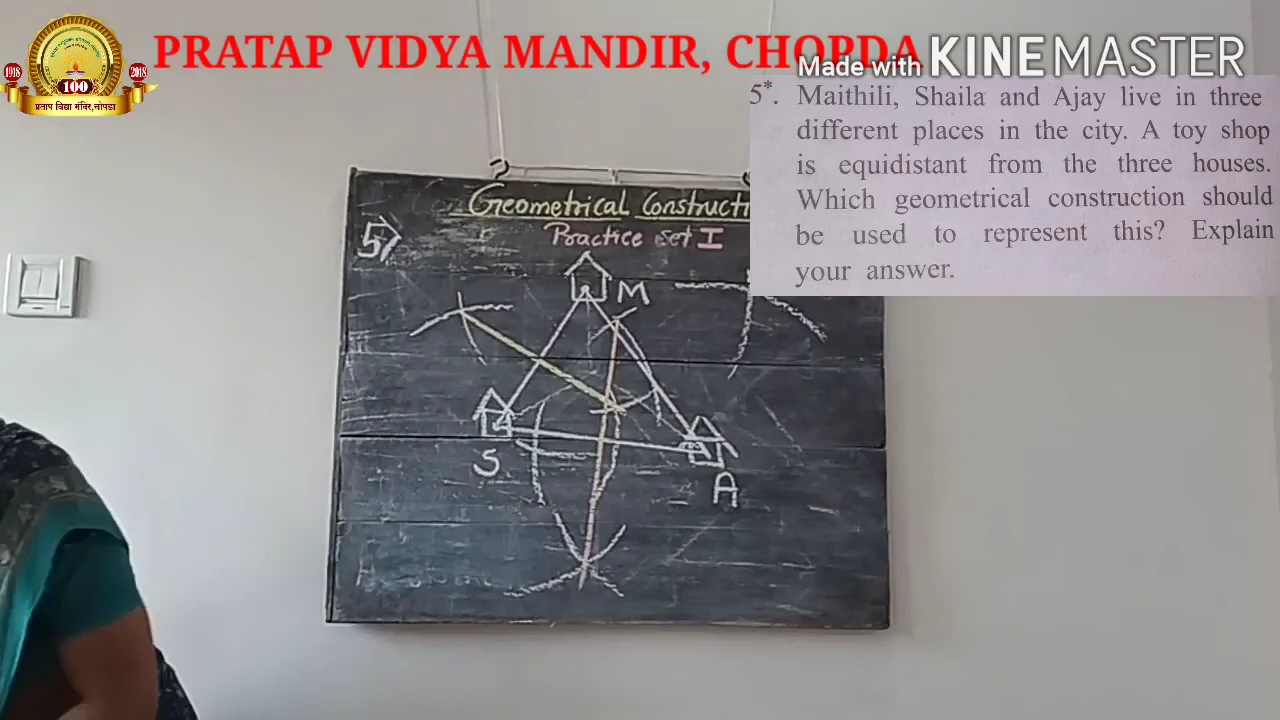 PRATAP VIDYA MANDIR, CHOPDA
Made with KINEMASTER
1918
2018
100
प्रताप विद्या मंदिर, चोपडा
5*. Maithili, Shaila and Ajay live in three
different places in the city. A toy shop
is equidistant from the three houses.
Which geometrical construction should
be used to represent this? Explain
your answer.
Geometrical Constructi
Practice Set I
5>
M
S
A